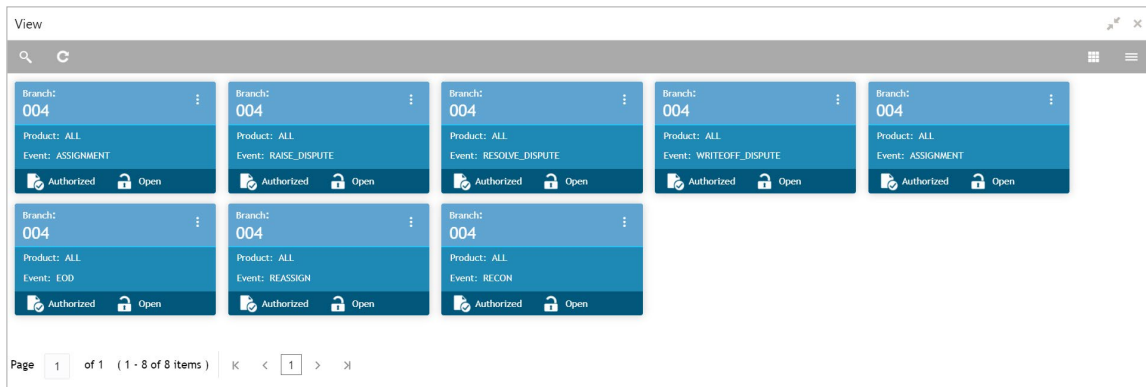 View
Branch:
004
Product: ALL
Event: ASSIGNMENT
Authorized Open
Branch:
004
Product: ALL
Event: RAISE_DISPUTE
Authorized Open
Branch:
004
Product: ALL
Event: RESOLVE_DISPUTE
Authorized Open
Branch:
004
Product: ALL
Event: WRITEOFF_DISPUTE
Authorized Open
Branch:
004
Product: ALL
Event: ASSIGNMENT
Authorized Open
Branch:
004
Product: ALL
Event: EOD
Authorized Open
Branch:
004
Product: ALL
Event: REASSIGN
Authorized Open
Branch:
004
Product: ALL
Event: RECON
Authorized Open
Page 1 of 1 ( 1 - 8 of 8 items ) 1